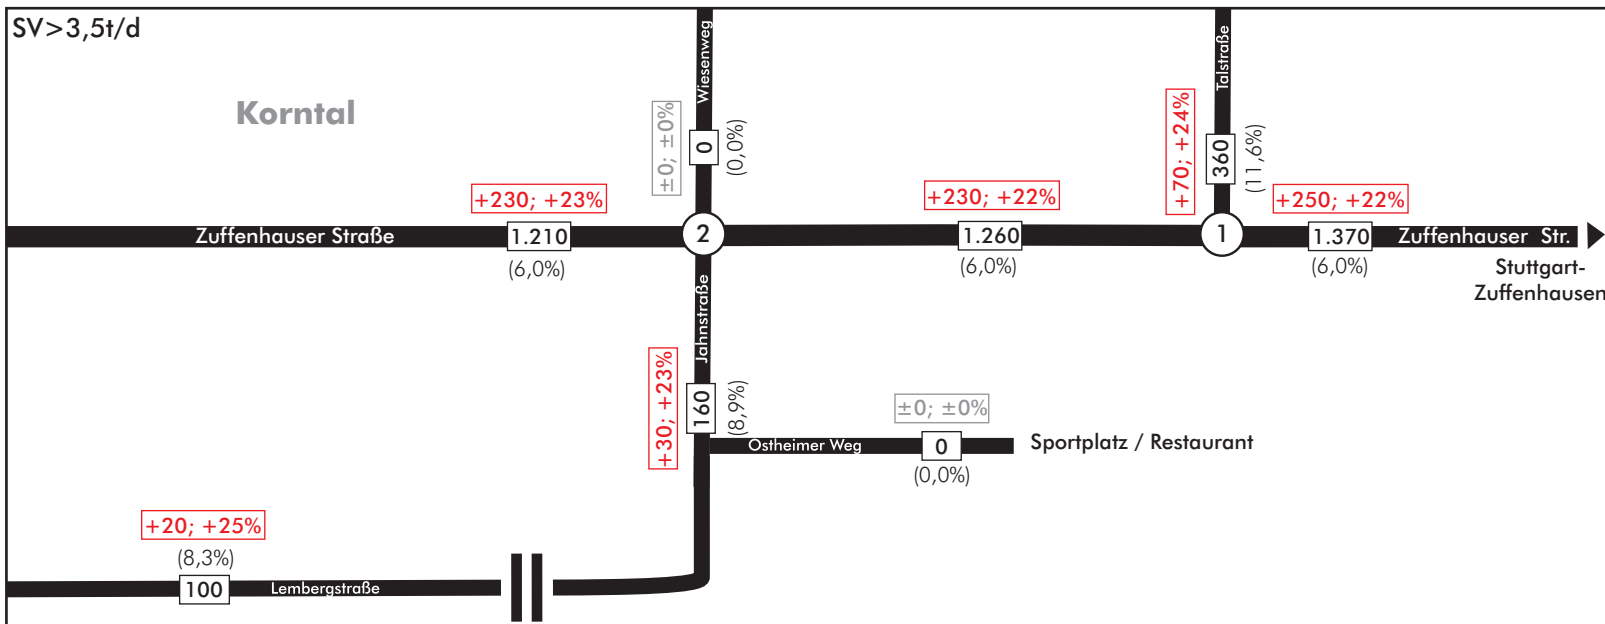 SV>3,5t/d
Korntal
Wiesenweg
±0; ±0%
0
(0,0%)
Talstraße
+70; +24%
360
(11,6%)
+230; +23%
Zuffenhauser Straße
1.210
(6,0%)
2
+230; +22%
1.260
(6,0%)
1
+250; +22%
1.370
(6,0%)
Zuffenhauser Str.
Stuttgart-
Zuffenhausen
Jahnstraße
+30; +23%
160
(8,9%)
±0; ±0%
Ostheimer Weg
0
(0,0%)
Sportplatz / Restaurant
+20; +25%
(8,3%)
100
Lembergstraße